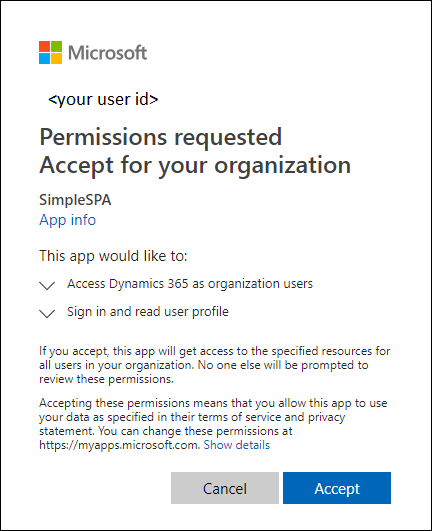 Microsoft
<your user id>
Permissions requested
Accept for your organization
SimpleSPA
App info
This app would like to:
Access Dynamics 365 as organization users
Sign in and read user profile
If you accept, this app will get access to the specified resources for
all users in your organization. No one else will be prompted to
review these permissions.
Accepting these permissions means that you allow this app to use
your data as specified in their terms of service and privacy
statement. You can change these permissions at
https://myapps.microsoft.com. Show details
Cancel
Accept